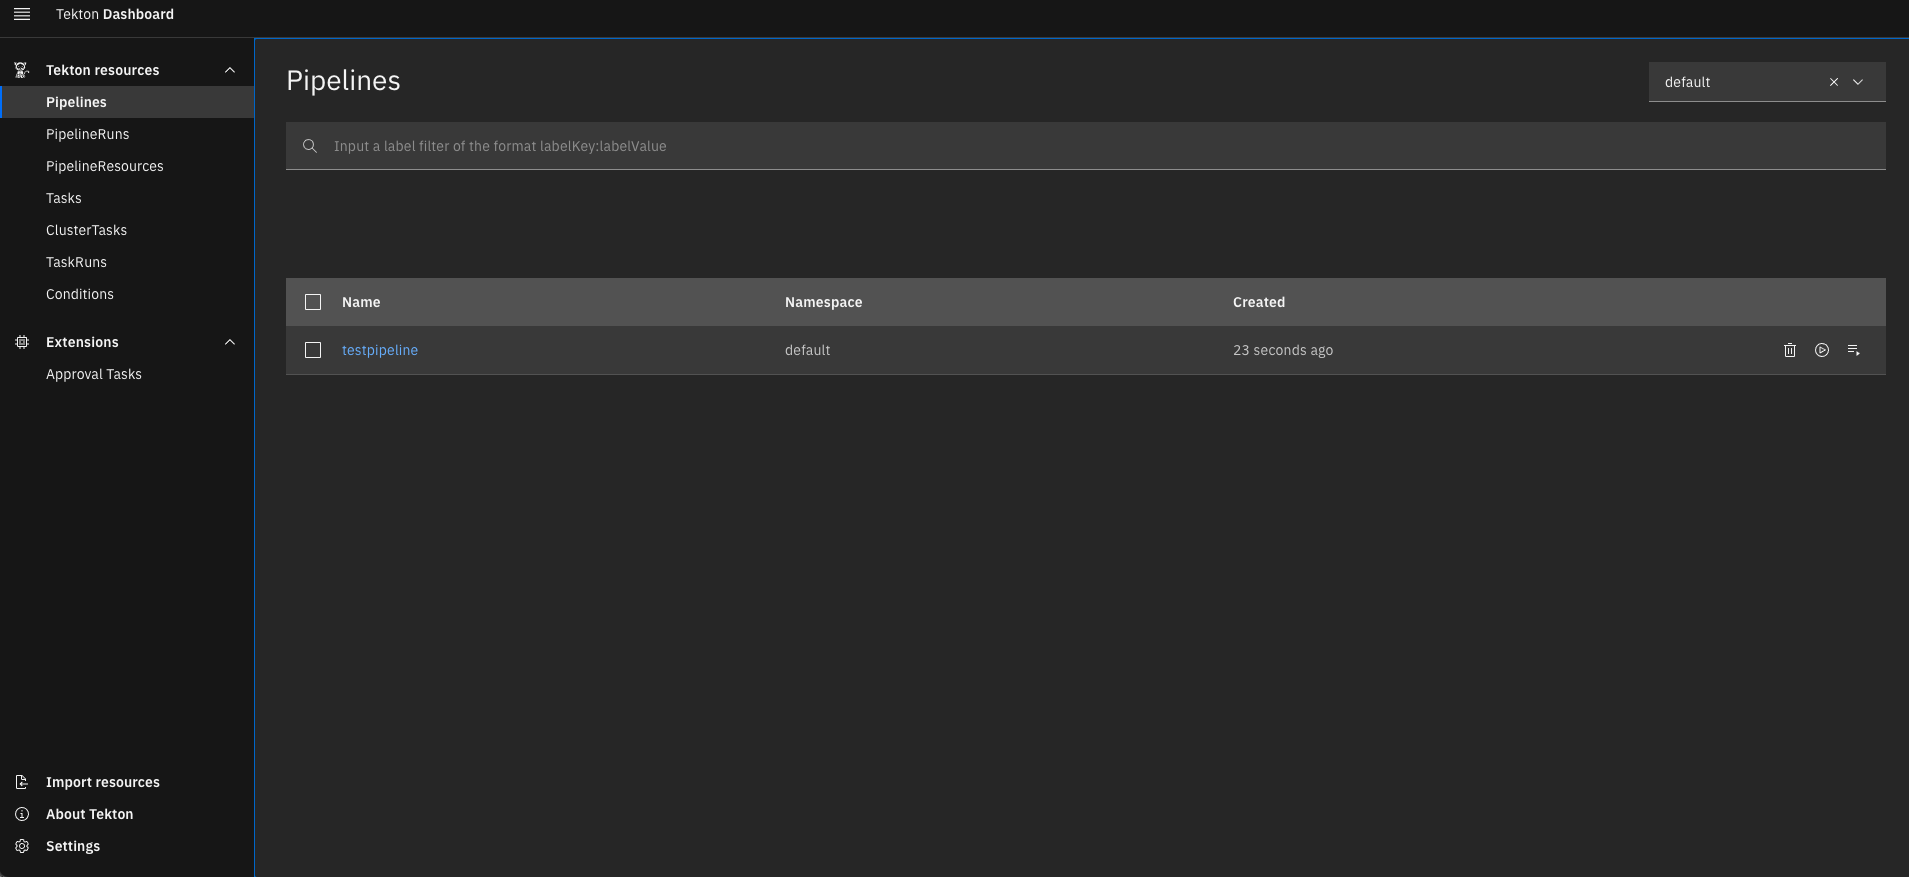 Tekton Dashboard
Tekton resources
Pipelines
PipelineRuns
PipelineResources
Tasks
ClusterTasks
TaskRuns
Conditions
Extensions
Approval Tasks
Import resources
About Tekton
Settings
Pipelines
default
Input a label filter of the format labelKey:labelValue
Name Namespace Created
testpipeline default 23 seconds ago